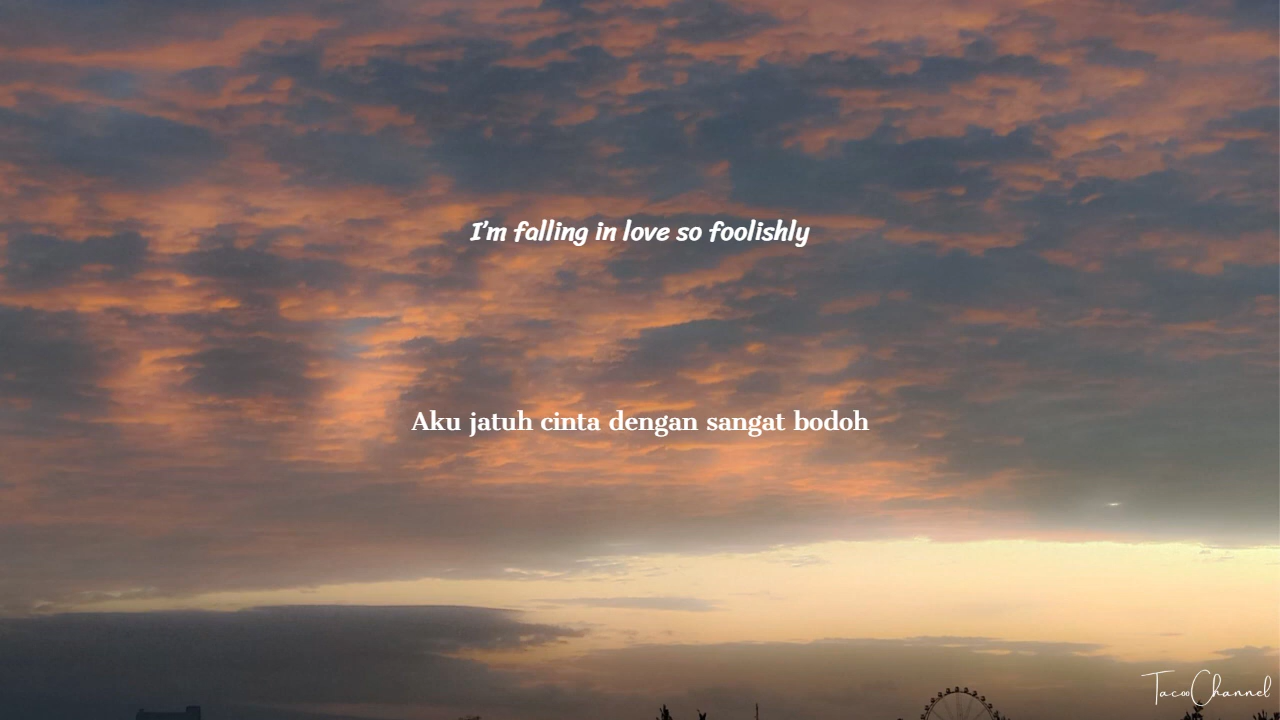 I'm falling in love so foolishly
Aku jatuh cinta dengan sangat bodoh
TacooChannel